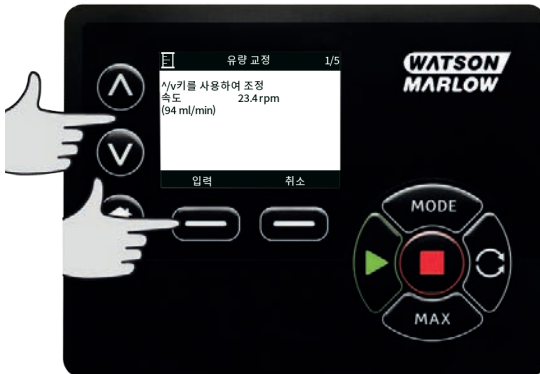 유량 교정 1/5
^/v키를 사용하여 조정
속도 23.4 rpm
(94 ml/min)
입력 취소
WATSON
MARLOW
MODE
MAX